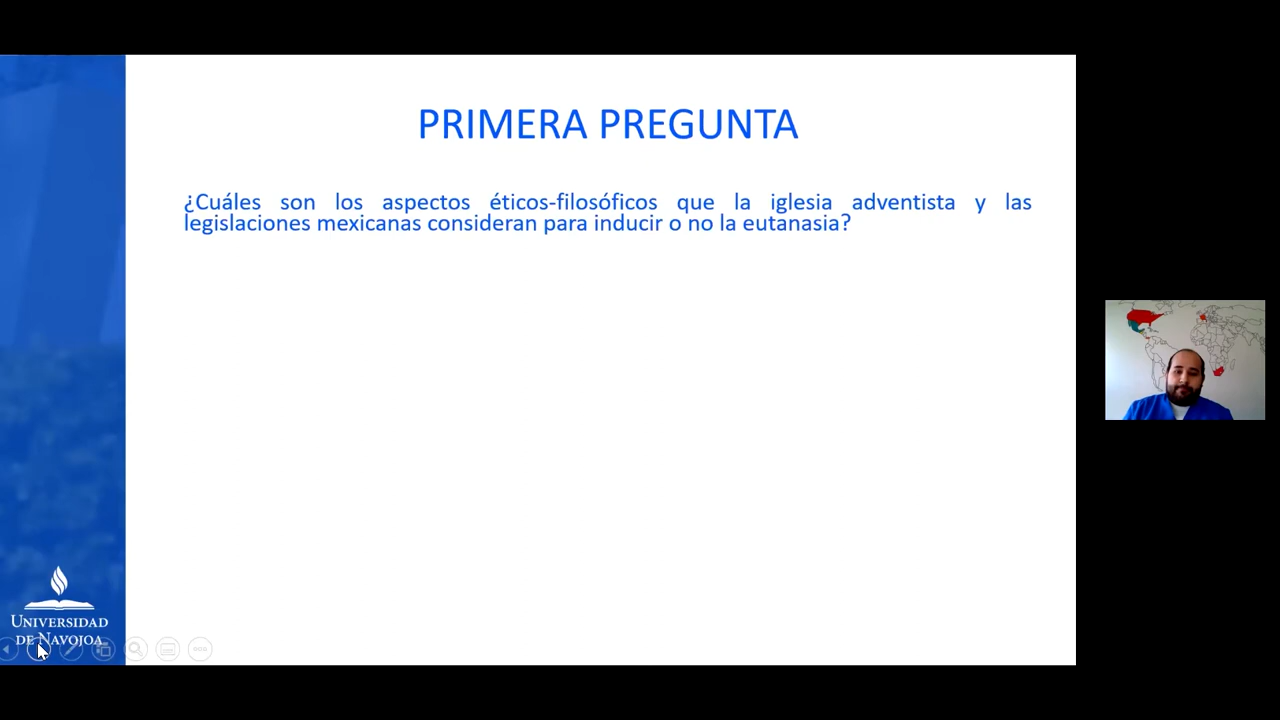 PRIMERA PREGUNTA
¿Cuáles son los aspectos éticos-filosóficos que la iglesia adventista y las
legislaciones mexicanas consideran para inducir o no la eutanasia?
UNIVERSIDAD
DE NAVOJOA